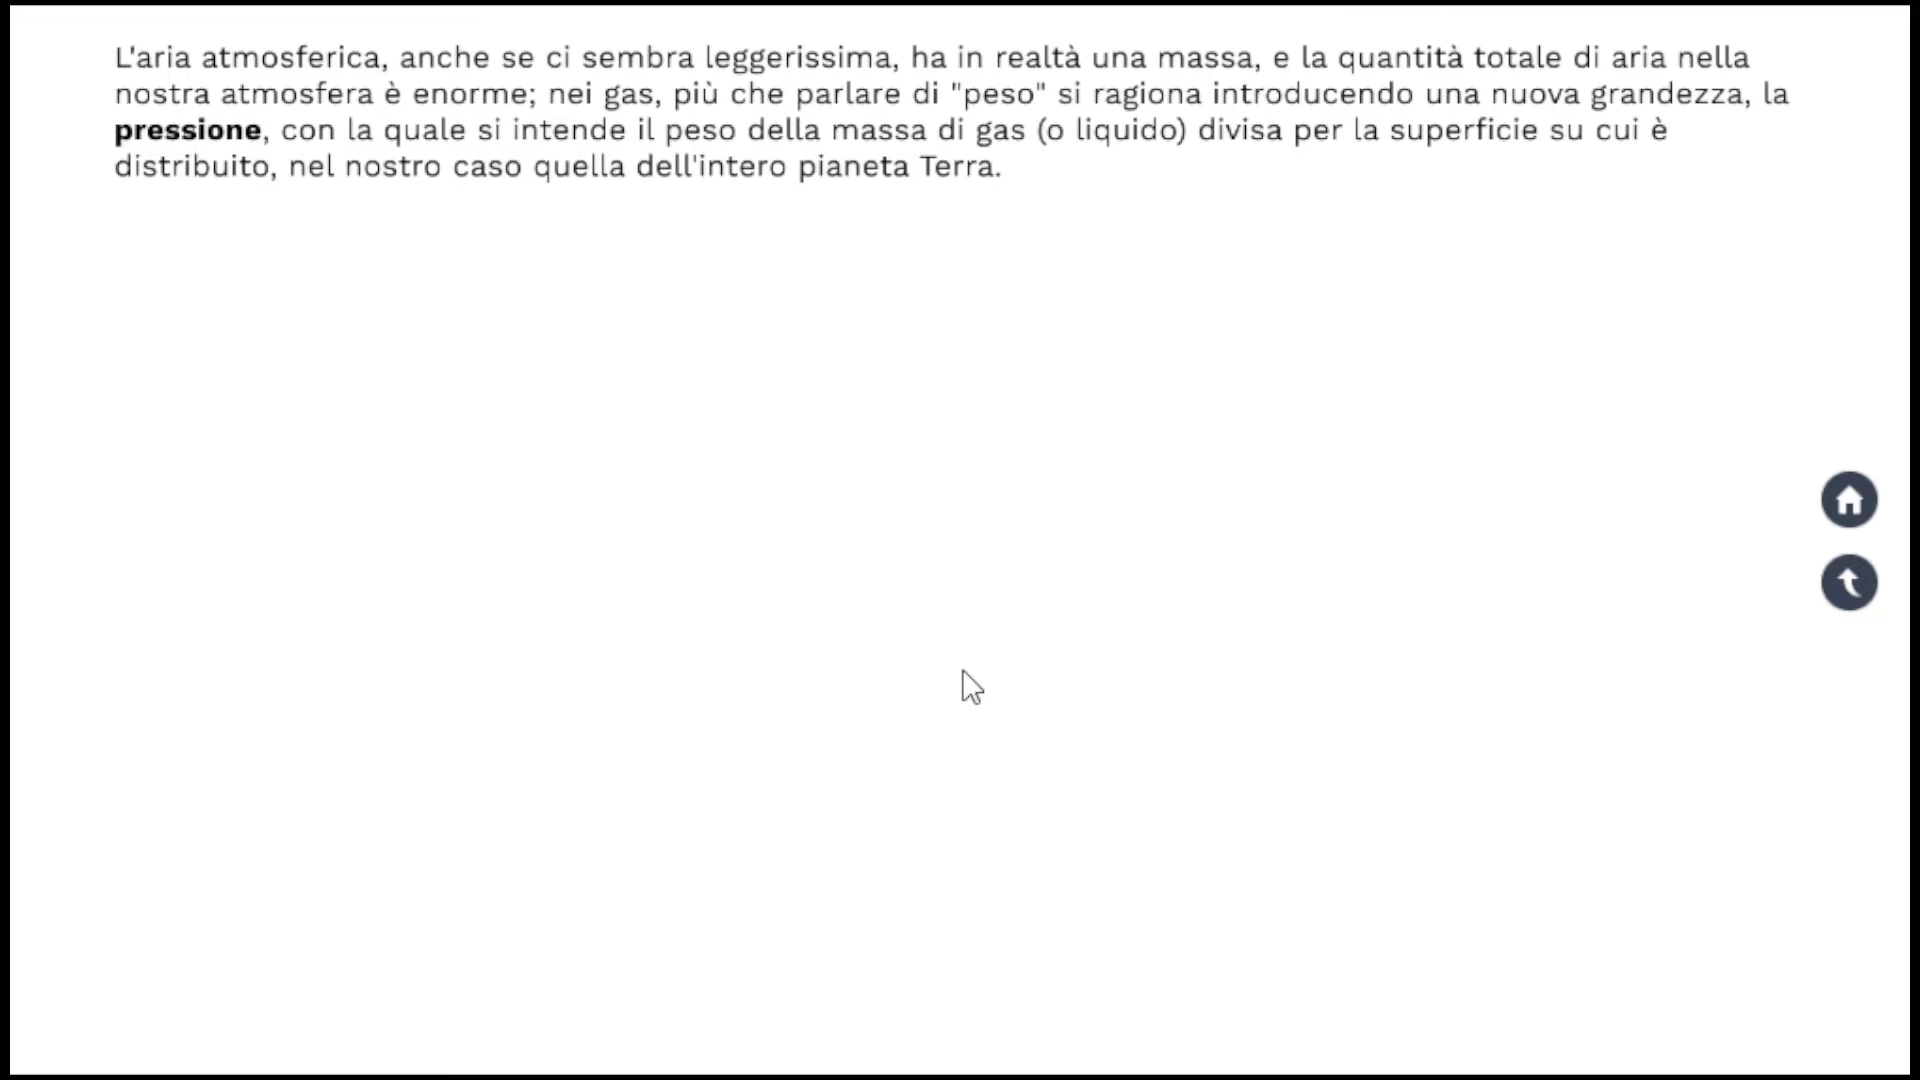 L'aria atmosferica, anche se ci sembra leggerissima, ha in realtà una massa, e la quantità totale di aria nella
nostra atmosfera è enorme; nei gas, più che parlare di "peso" si ragiona introducendo una nuova grandezza, la
pressione, con la quale si intende il peso della massa di gas (o liquido) divisa per la superficie su cui è
distribuito, nel nostro caso quella dell'intero pianeta Terra.